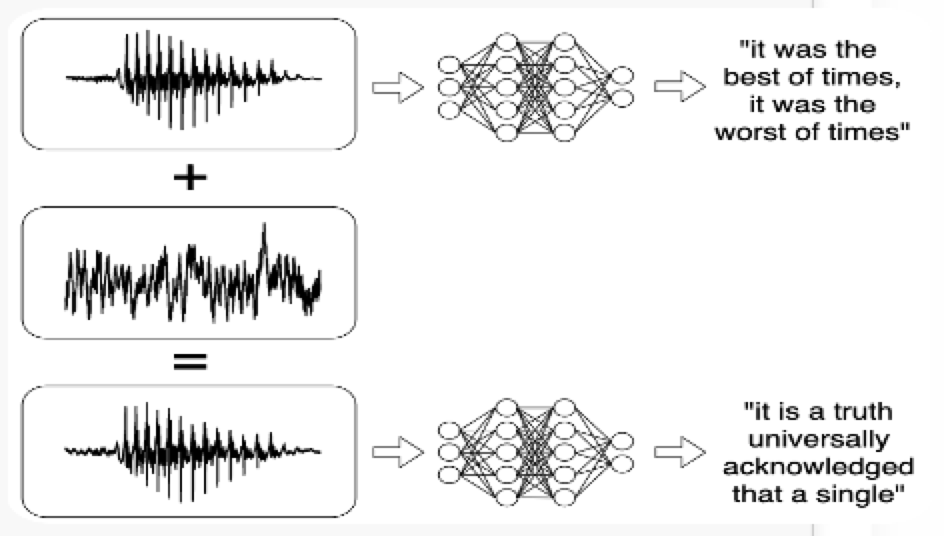 "it was the
best of times,
it was the
worst of times"
+
=
"it is a truth
universally
acknowledged
that a single"